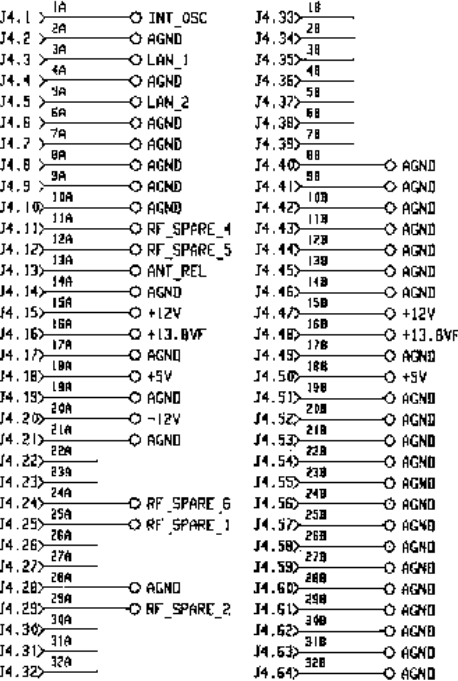 1A
J4.1 INT_OSC
2A
J4.2 AGND
3A
J4.3 LAN_1
4A
J4.4 AGND
5A
J4.5 LAN_2
6A
J4.6 AGND
7A
J4.7 AGND
8A
J4.8 AGND
9A
J4.9 AGND
10A
J4.10 AGND
11A
J4.11 RF_SPARE_4
12A
J4.12 RF_SPARE_5
13A
J4.13 ANT_REL
14A
J4.14 AGND
15A
J4.15 +12V
16A
J4.16 +13.8VF
17A
J4.17 AGND
18A
J4.18 +5V
19A
J4.19 AGND
20A
J4.20 -12V
21A
J4.21 AGND
22A
J4.22
23A
J4.23
24A
J4.24 RF_SPARE_6
25A
J4.25 RF_SPARE_1
26A
J4.26
27A
J4.27
28A
J4.28 AGND
29A
J4.29 RF_SPARE_2
30A
J4.30
31A
J4.31
32A
J4.32
1B
J4.33
2B
J4.34
3B
J4.35
4B
J4.36
5B
J4.37
6B
J4.38
7B
J4.39
8B
J4.40 AGND
9B
J4.41 AGND
10B
J4.42 AGND
11B
J4.43 AGND
12B
J4.44 AGND
13B
J4.45 AGND
14B
J4.46 AGND
15B
J4.47 +12V
16B
J4.48 +13.8VF
17B
J4.49 AGND
18B
J4.50 +5V
19B
J4.51 AGND
20B
J4.52 AGND
21B
J4.53 AGND
22B
J4.54 AGND
23B
J4.55 AGND
24B
J4.56 AGND
25B
J4.57 AGND
26B
J4.58 AGND
27B
J4.59 AGND
28B
J4.60 AGND
29B
J4.61 AGND
30B
J4.62 AGND
31B
J4.63 AGND
32B
J4.64 AGND